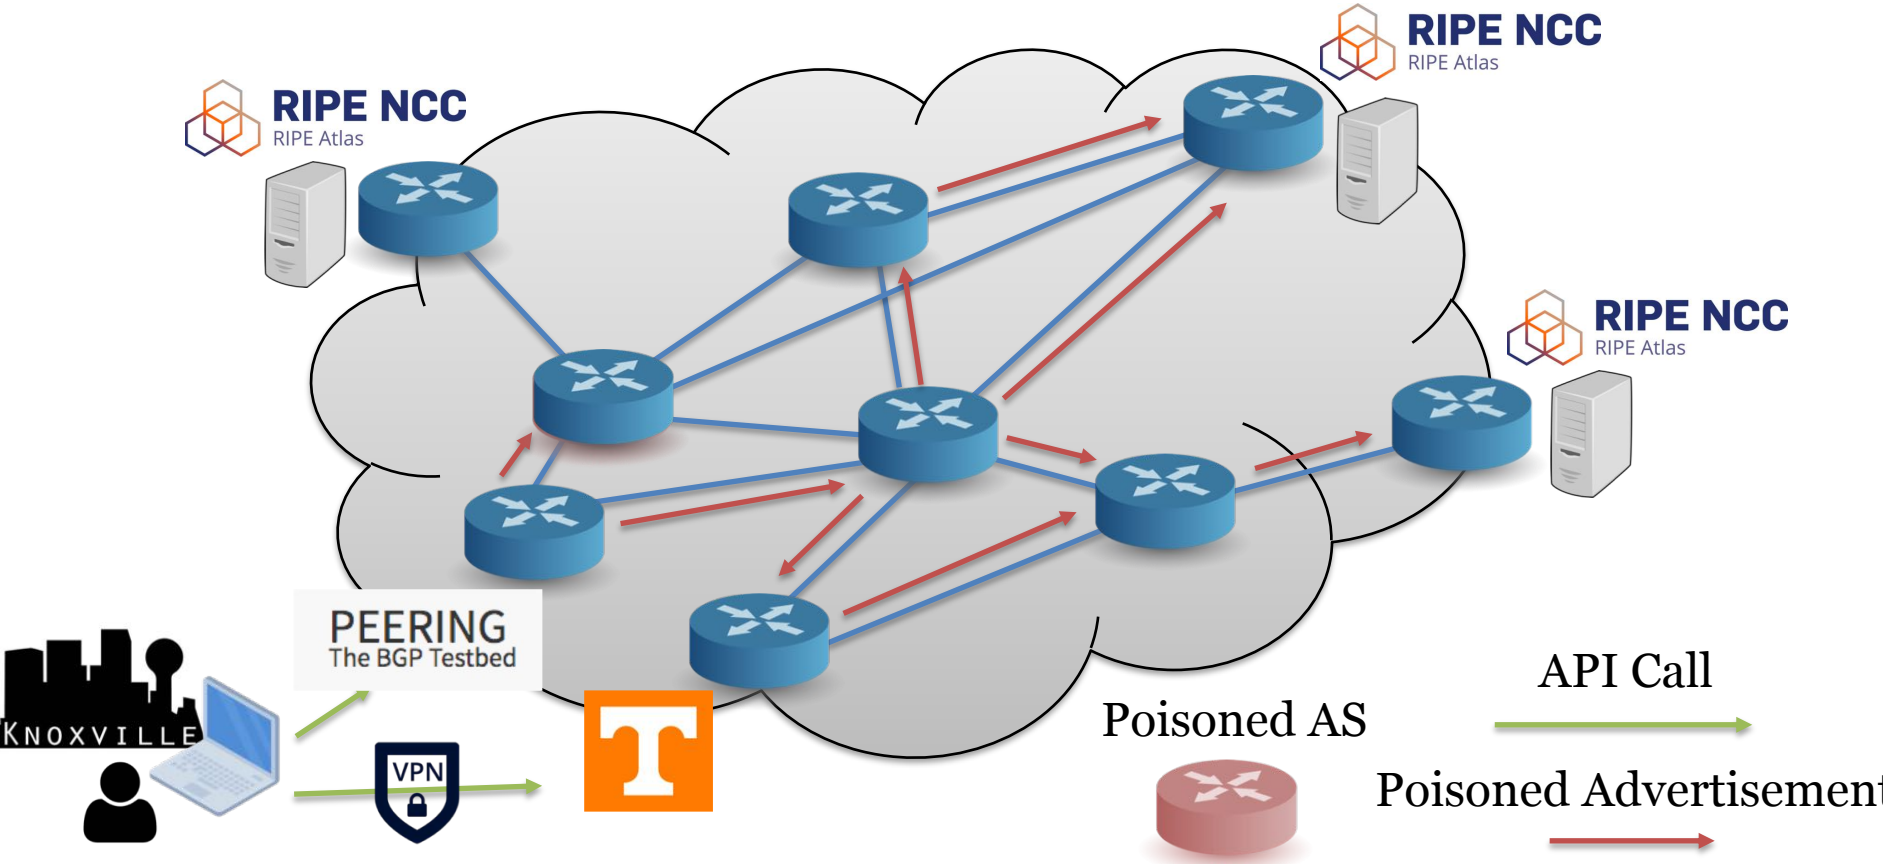 RIPE NCC
RIPE Atlas
RIPE NCC
RIPE Atlas
RIPE NCC
RIPE Atlas
PEERING
The BGP Testbed
KNOXVILLE
VPN
T
Poisoned AS
API Call
Poisoned Advertisement